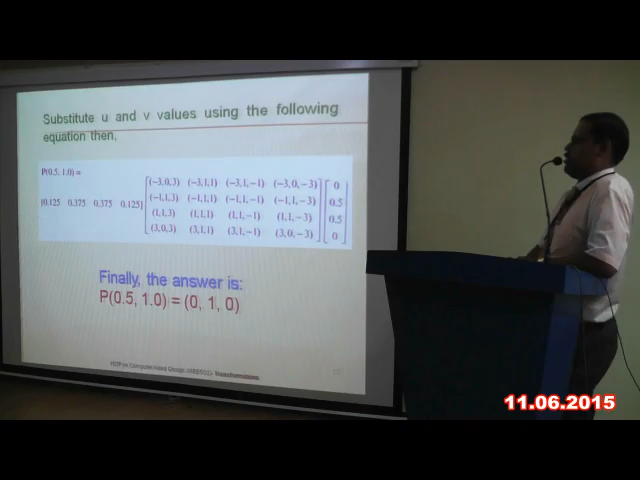 Substitute u and v values using the following
equation then,
P(0.5, 1.0) =
[0.125 0.375 0.375 0.125]
(−3,0,3) (−3,1,1) (−3,1,−1) (−3,0,−3)
(−1,1,3) (−1,1,1) (−1,1,−1) (−1,1,−3)
(1,1,3) (1,1,1) (1,1,−1) (1,1,−3)
(3,0,3) (3,1,1) (3,1,−1) (3,0,−3)
0
0.5
0.5
0
Finally, the answer is:
P(0.5, 1.0) = (0, 1, 0)
Transformations
11.06.2015